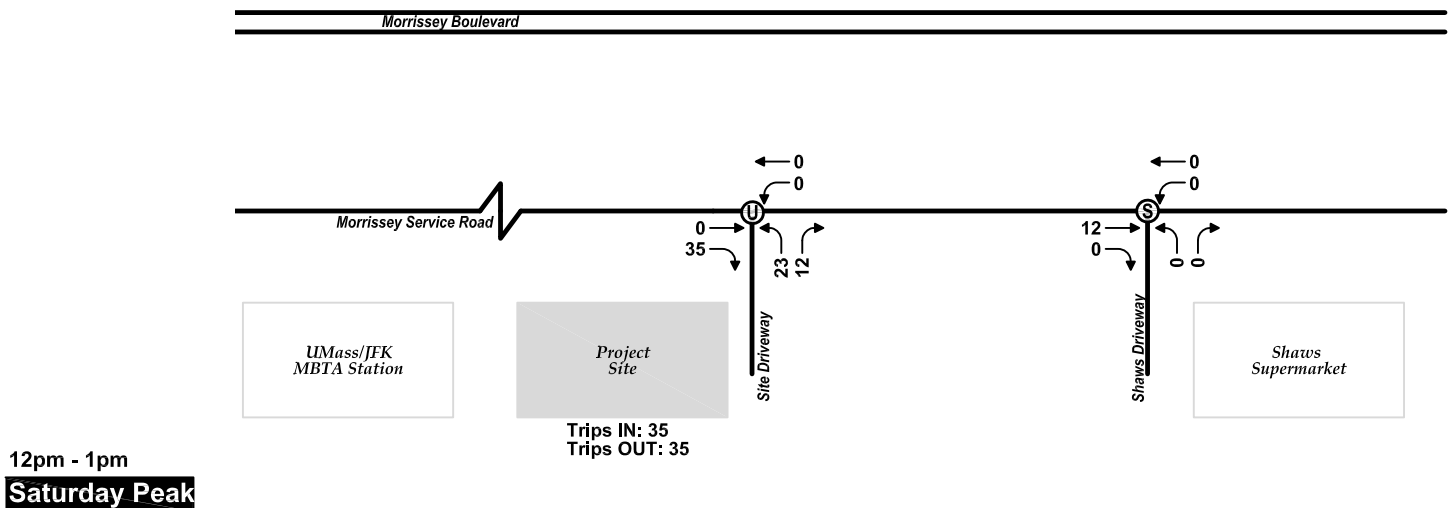 Morrissey Boulevard
0
0
0
0
U
S
Morrissey Service Road
0
35
23
12
12
0
0
0
Site Driveway
Shaws Driveway
UMass/JFK
MBTA Station
Project
Site
Shaws
Supermarket
Trips IN: 35
Trips OUT: 35
12pm - 1pm
Saturday Peak